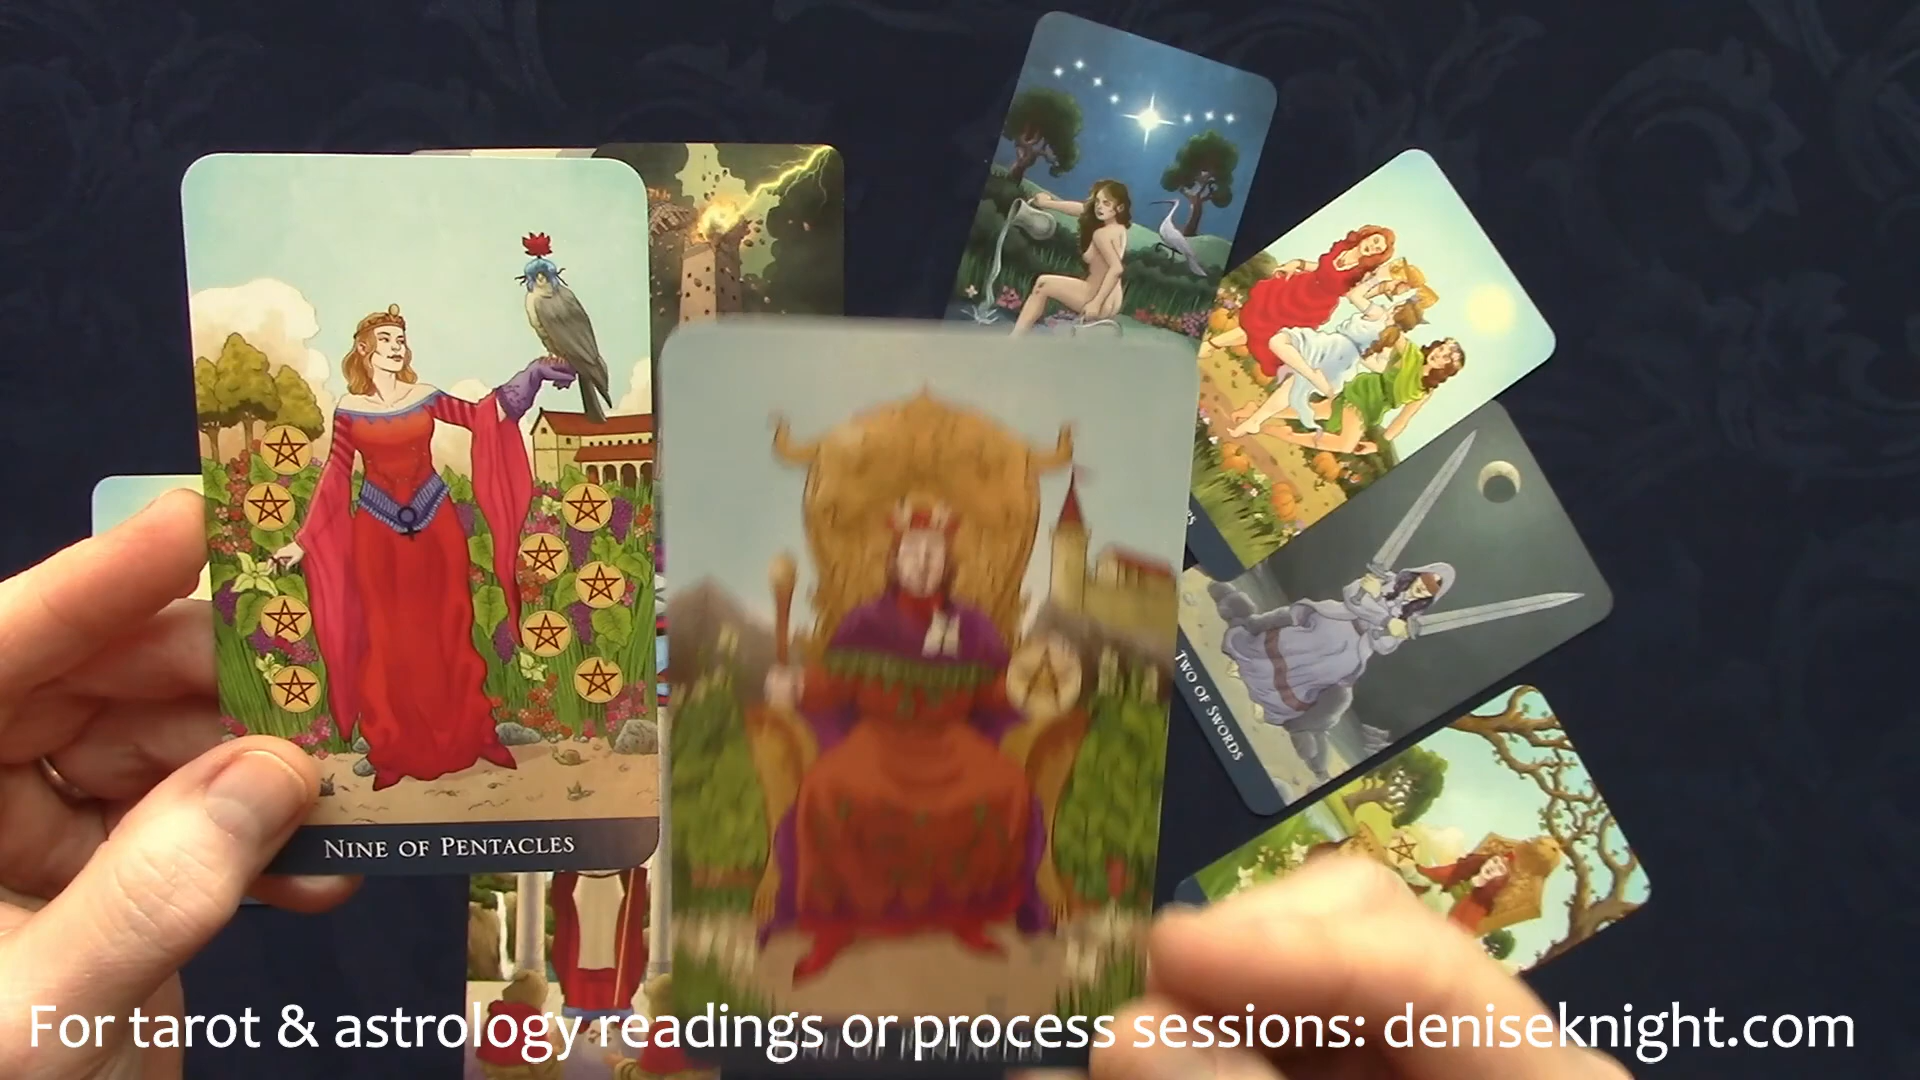 NINE OF PENTACLES
TWO OF SWORDS
For tarot & astrology readings or process sessions: deniseknight.com